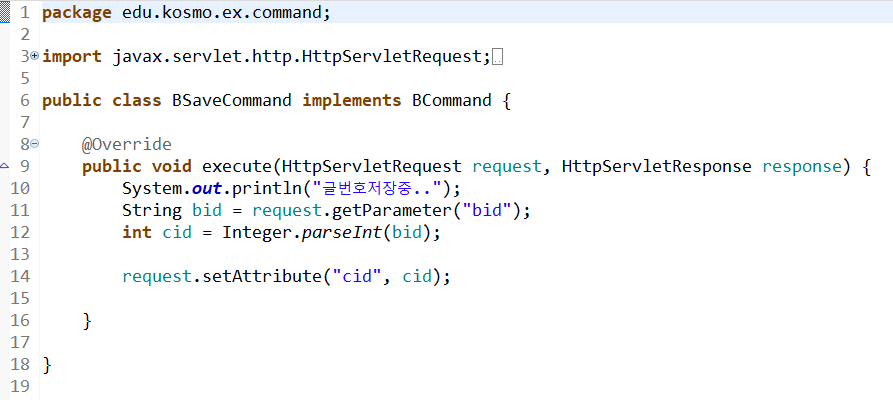 1 package edu.kosmo.ex.command;
2
3 import javax.servlet.http.HttpServletRequest;
5
6 public class BSaveCommand implements BCommand {
7
8 @Override
9 public void execute(HttpServletRequest request, HttpServletResponse response) {
10 System.out.println("글번호저장중..");
11 String bid = request.getParameter("bid");
12 int cid = Integer.parseInt(bid);
13
14 request.setAttribute("cid", cid);
15
16 }
17
18 }
19